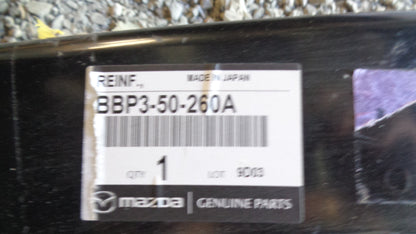 REINF., MADE IN JAPAN
BBP3-50-260A
QTY 1 LOT 9D03
mazda GENUINE PARTS